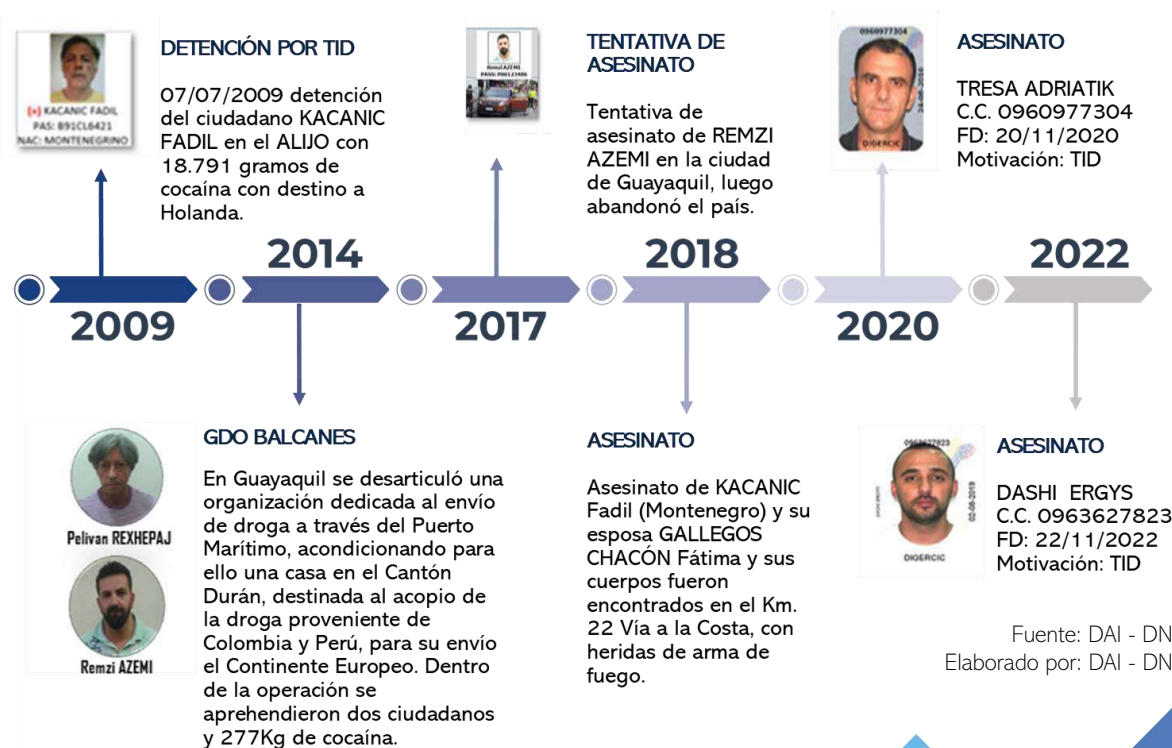 (+) KACANIC FADIL
PAS: B91CL6421
NAC: MONTENEGRINO
DETENCIÓN POR TID
07/07/2009 detención
del ciudadano KACANIC
FADIL en el ALIJO con
18.791 gramos de
cocaína con destino a
Holanda.
2009
2014
Pelivan REXHEPAJ
Remzi AZEMI
GDO BALCANES
En Guayaquil se desarticuló una
organización dedicada al envío
de droga a través del Puerto
Marítimo, acondicionando para
ello una casa en el Cantón
Durán, destinada al acopio de
la droga proveniente de
Colombia y Perú, para su envío
el Continente Europeo. Dentro
de la operación se
aprehendieron dos ciudadanos
y 277Kg de cocaína.
2017
Remzi AZEMI
TENTATIVA DE
ASESINATO
Tentativa de
asesinato de REMZI
AZEMI en la ciudad
de Guayaquil, luego
abandonó el país.
2018
ASESINATO
Asesinato de KACANIC
Fadil (Montenegro) y su
esposa GALLEGOS
CHACÓN Fátima y sus
cuerpos fueron
encontrados en el Km.
22 Vía a la Costa, con
heridas de arma de
fuego.
2020
0960977304
DIGERCIC
ASESINATO
TRESA ADRIATIK
C.C. 0960977304
FD: 20/11/2020
Motivación: TID
2022
02-08-2019
DIGERCIC
ASESINATO
DASHI ERGYS
C.C. 0963627823
FD: 22/11/2022
Motivación: TID
Fuente: DAI - DN
Elaborado por: DAI - DN